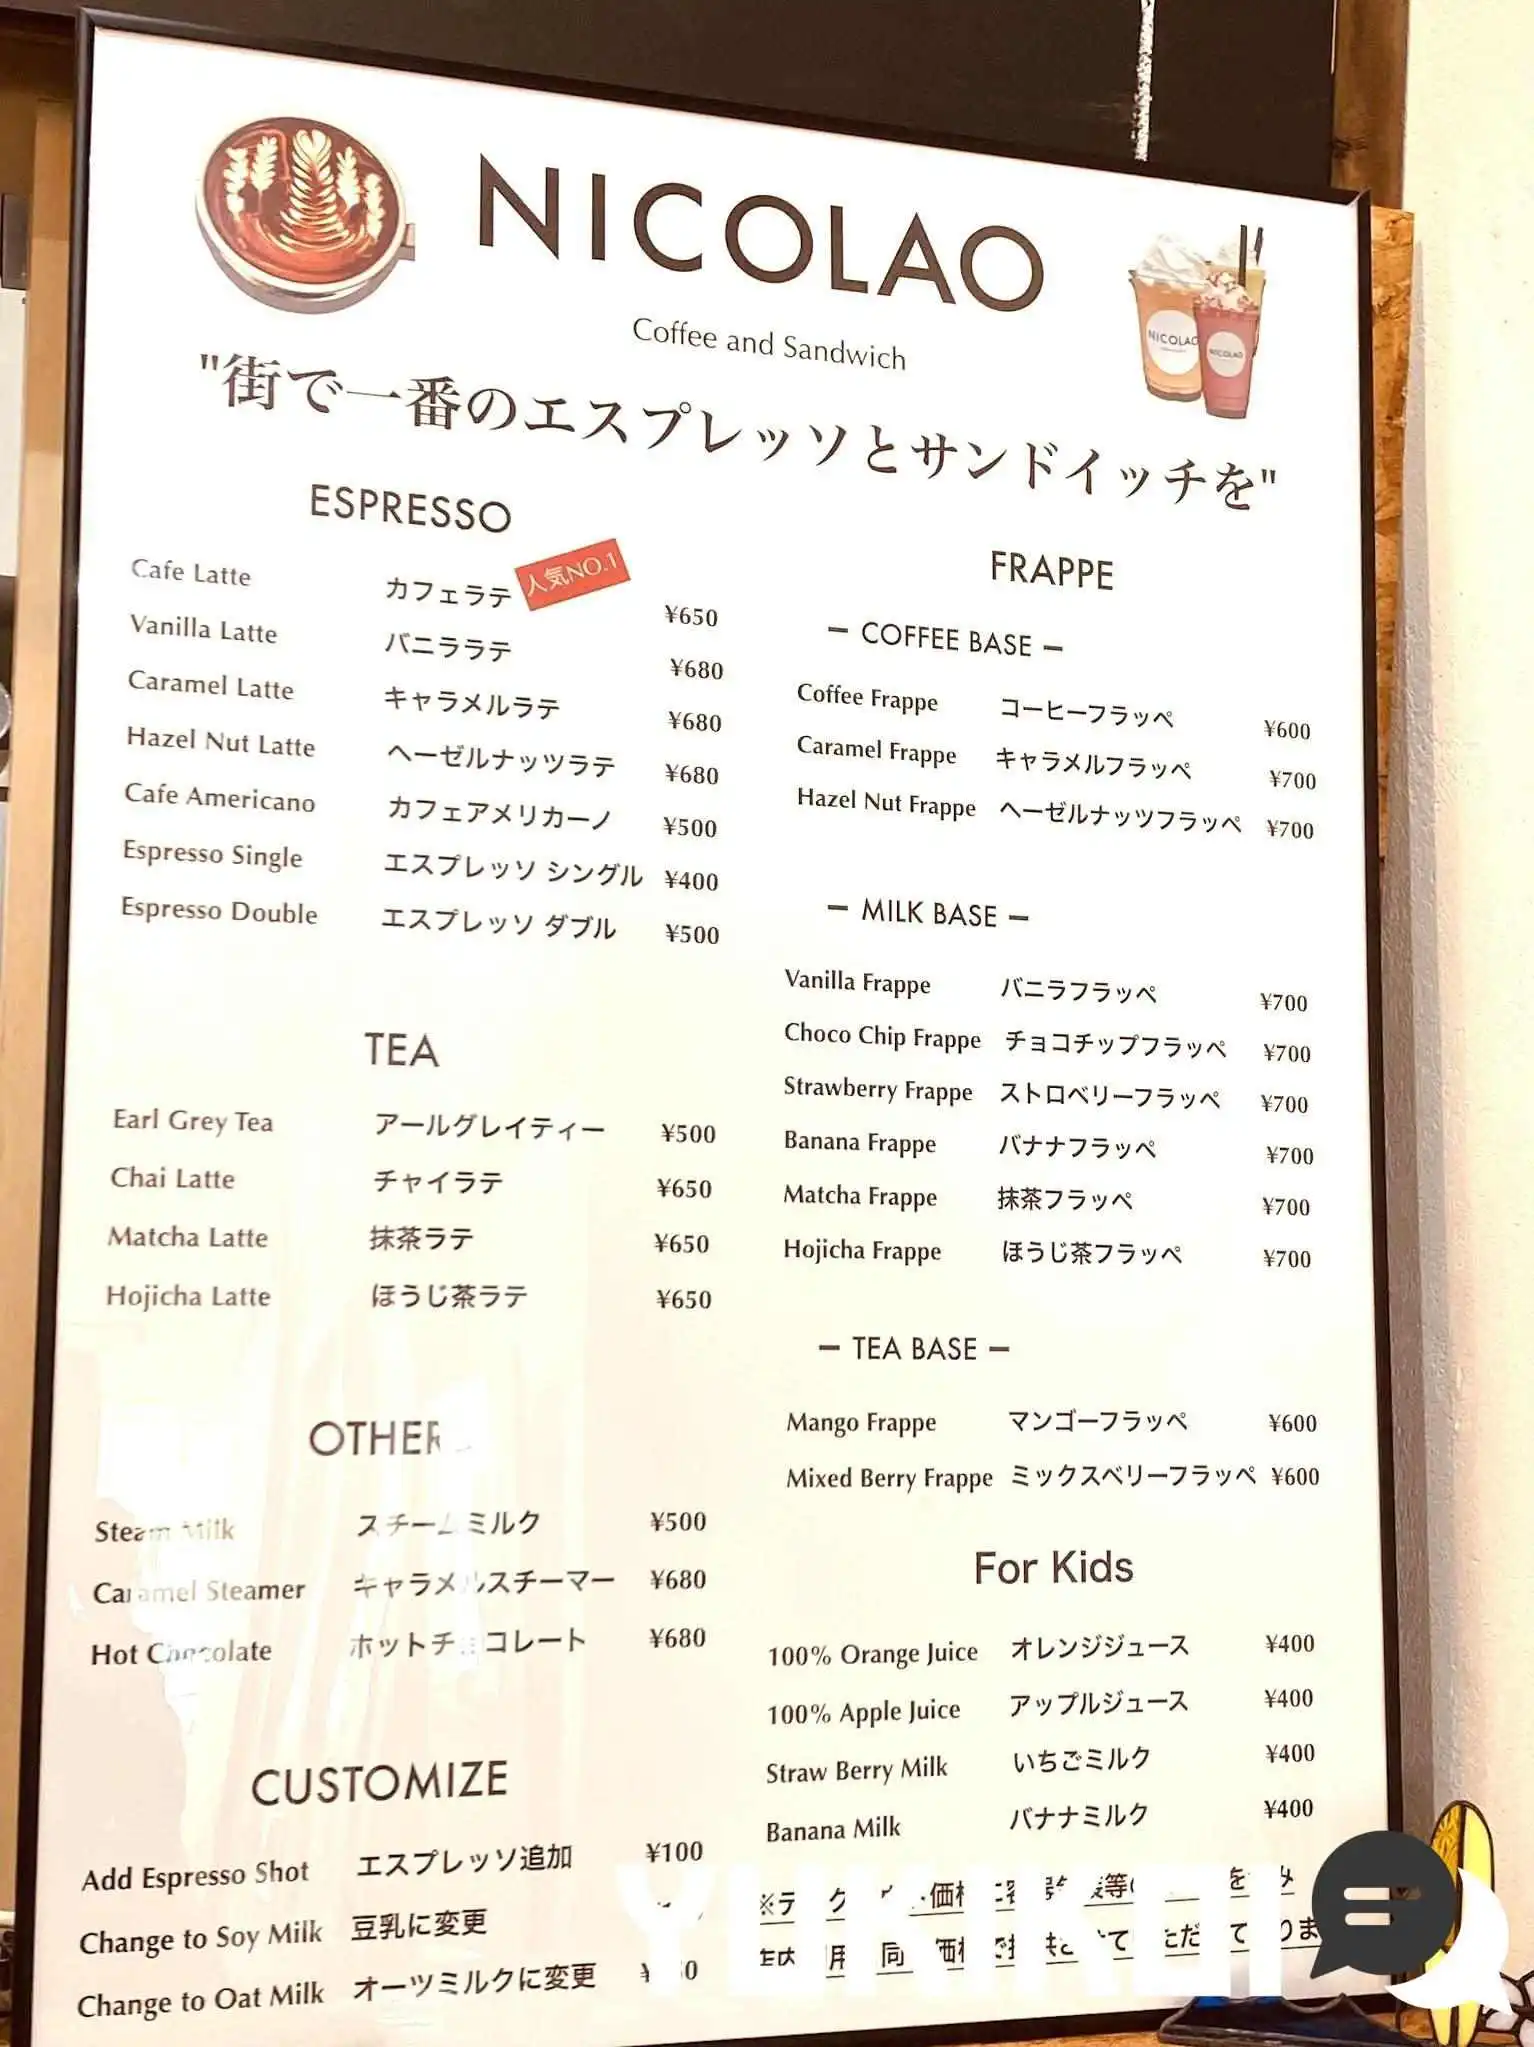 NICOLAO
Coffee and Sandwich
"街で一番のエスプレッソとサンドイッチを"
ESPRESSO
Cafe Latte カフェラテ 人気NO.1 ¥650
Vanilla Latte バニララテ ¥680
Caramel Latte キャラメルラテ ¥680
Hazel Nut Latte ヘーゼルナッツラテ ¥680
Cafe Americano カフェアメリカーノ ¥500
Espresso Single エスプレッソ シングル ¥400
Espresso Double エスプレッソ ダブル ¥500
TEA
Earl Grey Tea アールグレイティー ¥500
Chai Latte チャイラテ ¥650
Matcha Latte 抹茶ラテ ¥650
Hojicha Latte ほうじ茶ラテ ¥650
OTHER
Steam Milk スチームミルク ¥500
Caramel Steamer キャラメルスチーマー ¥680
Hot Chocolate ホットチョコレート ¥680
CUSTOMIZE
Add Espresso Shot エスプレッソ追加 ¥100
Change to Soy Milk 豆乳に変更
Change to Oat Milk オーツミルクに変更
NICOLAO
NICOLAO
FRAPPE
— COFFEE BASE —
Coffee Frappe コーヒーフラッペ ¥600
Caramel Frappe キャラメルフラッペ ¥700
Hazel Nut Frappe ヘーゼルナッツフラッペ ¥700
— MILK BASE —
Vanilla Frappe バニラフラッペ ¥700
Choco Chip Frappe チョコチップフラッペ ¥700
Strawberry Frappe ストロベリーフラッペ ¥700
Banana Frappe バナナフラッペ ¥700
Matcha Frappe 抹茶フラッペ ¥700
Hojicha Frappe ほうじ茶フラッペ ¥700
— TEA BASE —
Mango Frappe マンゴーフラッペ ¥600
Mixed Berry Frappe ミックスベリーフラッペ ¥600
For Kids
100% Orange Juice オレンジジュース ¥400
100% Apple Juice アップルジュース ¥400
Straw Berry Milk いちごミルク ¥400
Banana Milk バナナミルク ¥400